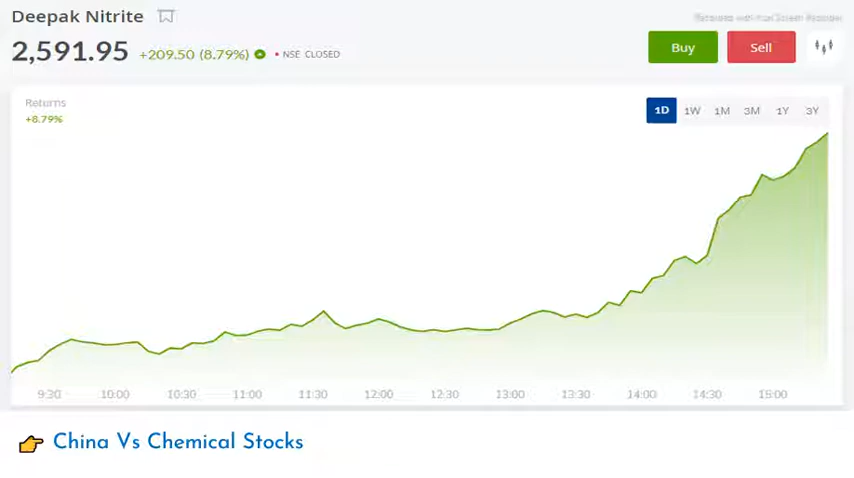 Deepak Nitrite
2,591.95 +209.50 (8.79%) • NSE CLOSED
Buy Sell
Returns
+8.79%
1D 1W 1M 3M 1Y 3Y
9:30 10:00 10:30 11:00 11:30 12:00 12:30 13:00 13:30 14:00 14:30 15:00
👉 China Vs Chemical Stocks